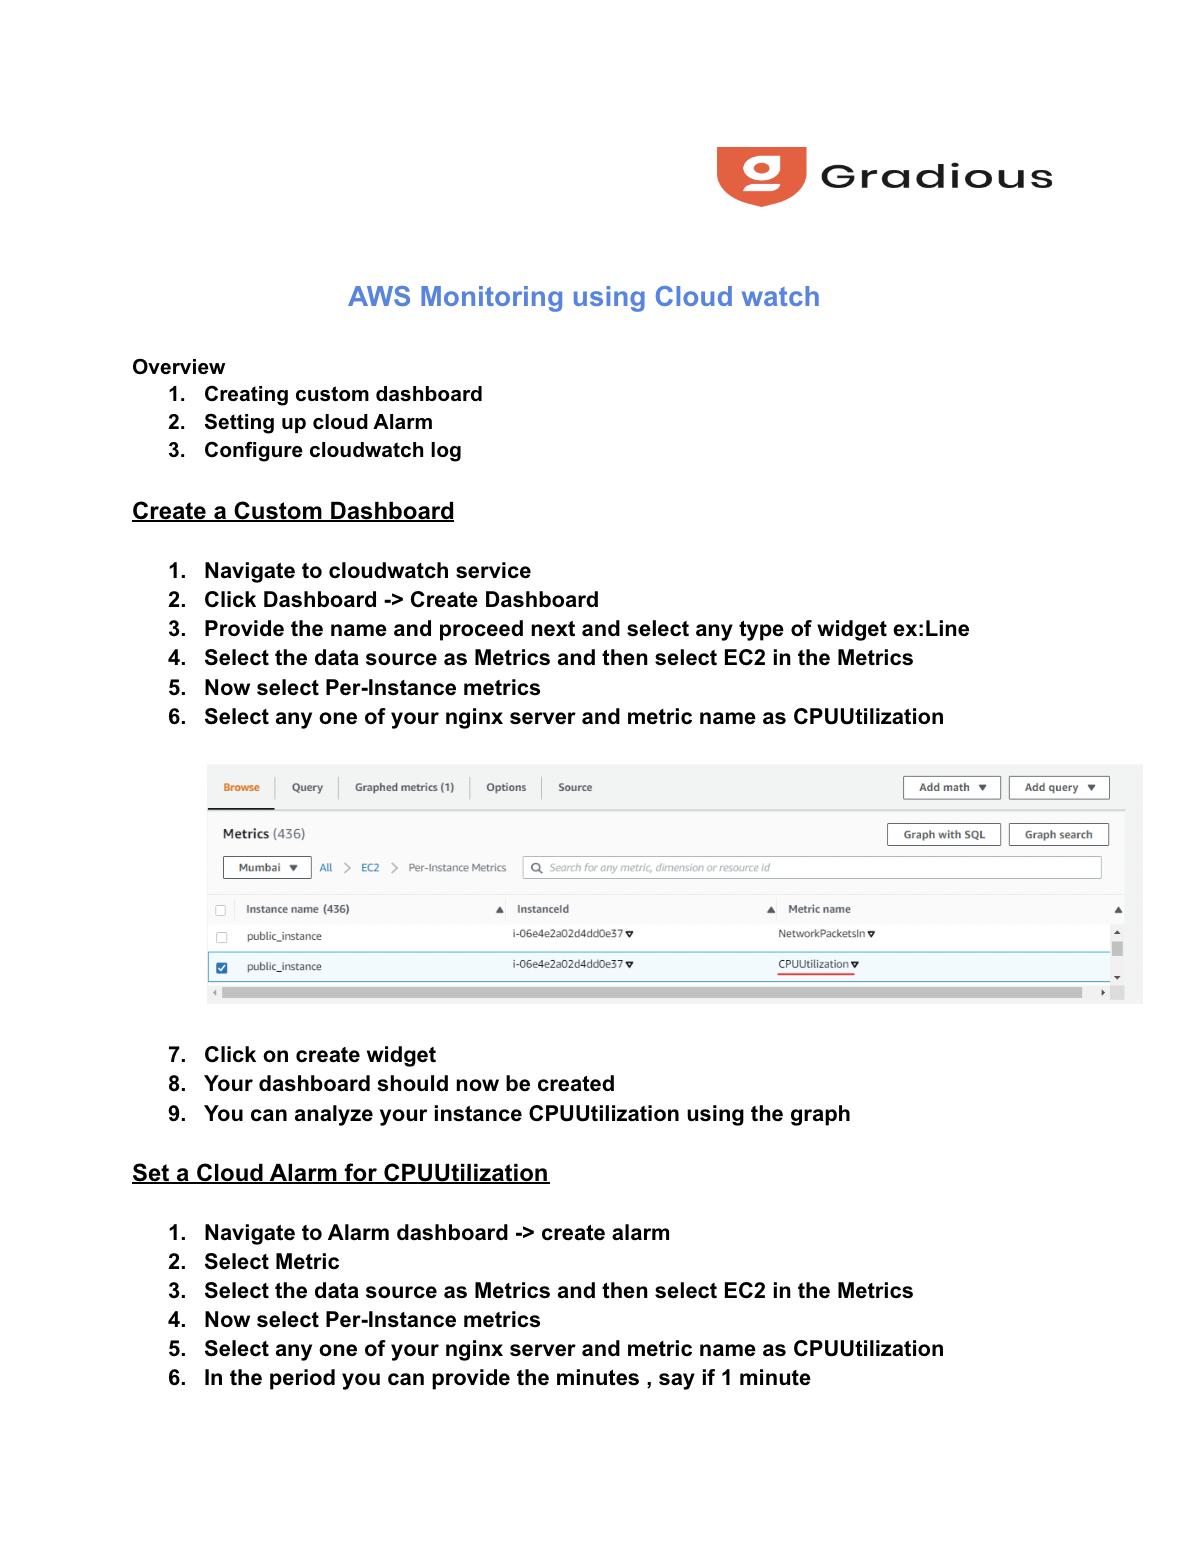 Gradious
AWS Monitoring using Cloud watch
Overview
1. Creating custom dashboard
2. Setting up cloud Alarm
3. Configure cloudwatch log
Create a Custom Dashboard
1. Navigate to cloudwatch service
2. Click Dashboard -> Create Dashboard
3. Provide the name and proceed next and select any type of widget ex:Line
4. Select the data source as Metrics and then select EC2 in the Metrics
5. Now select Per-Instance metrics
6. Select any one of your nginx server and metric name as CPUUtilization
Browse Query Graphed metrics (1) Options Source Add math Add query
Metrics (436) Graph with SQL Graph search
Mumbai All EC2 Per-Instance Metrics Search for any metric, dimension or resource id
Instance name (436) InstanceId Metric name
public_instance i-06e4e2a02d4dd0e37 NetworkPacketsIn
public_instance i-06e4e2a02d4dd0e37 CPUUtilization
7. Click on create widget
8. Your dashboard should now be created
9. You can analyze your instance CPUUtilization using the graph
Set a Cloud Alarm for CPUUtilization
1. Navigate to Alarm dashboard -> create alarm
2. Select Metric
3. Select the data source as Metrics and then select EC2 in the Metrics
4. Now select Per-Instance metrics
5. Select any one of your nginx server and metric name as CPUUtilization
6. In the period you can provide the minutes , say if 1 minute